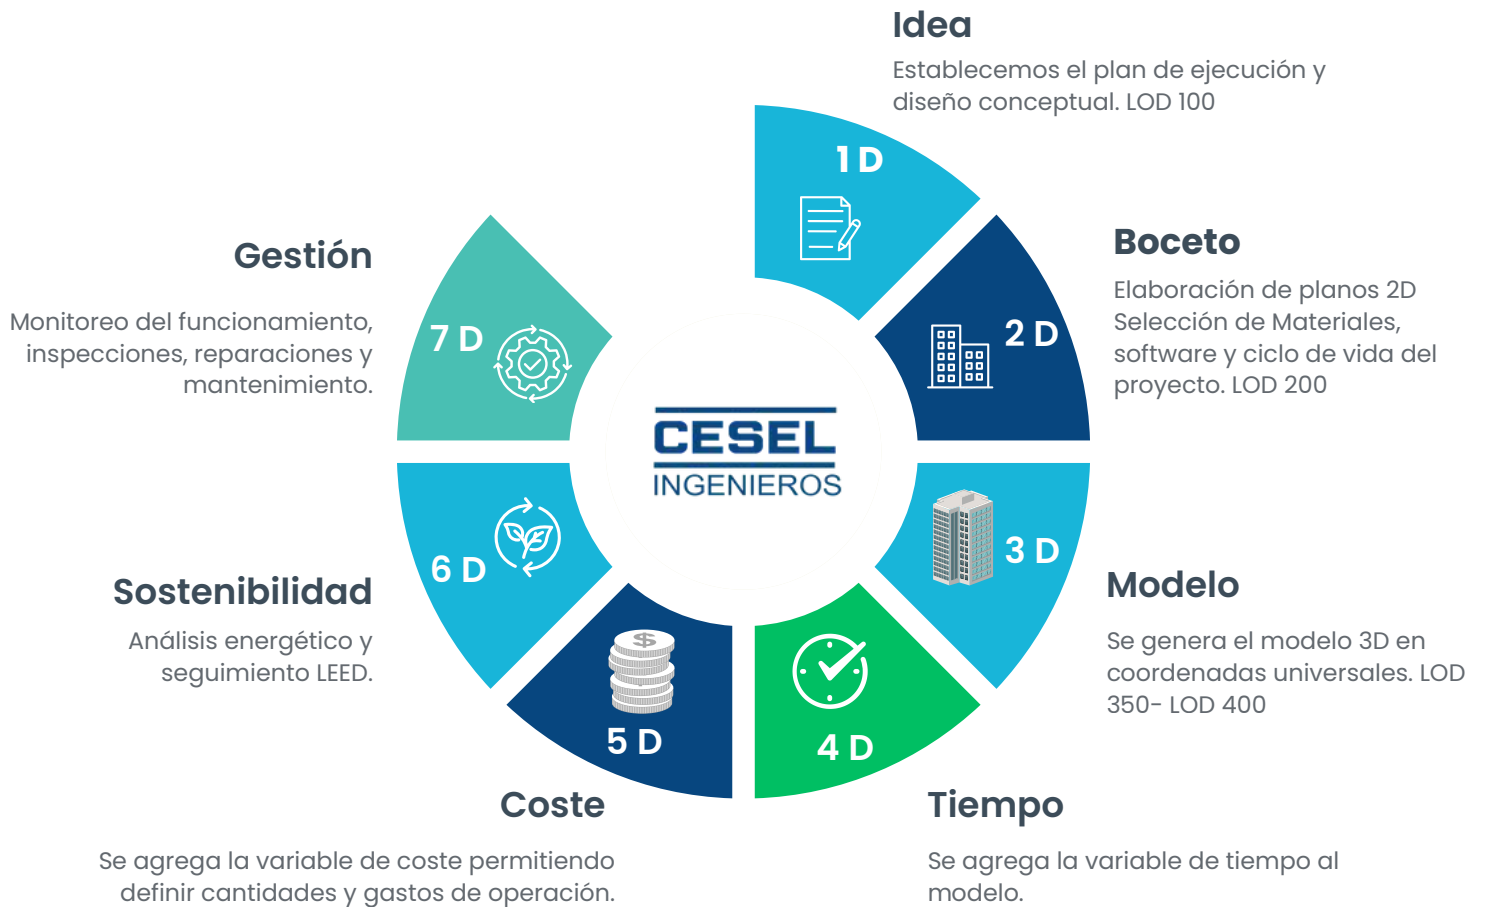 Idea
Establecemos el plan de ejecución y
diseño conceptual. LOD 100
1 D
Boceto
Elaboración de planos 2D
Selección de Materiales,
software y ciclo de vida del
proyecto. LOD 200
2 D
3 D
Modelo
Se genera el modelo 3D en
coordenadas universales. LOD
350- LOD 400
4 D
Tiempo
Se agrega la variable de tiempo al
modelo.
5 D
Coste
Se agrega la variable de coste permitiendo
definir cantidades y gastos de operación.
6 D
Sostenibilidad
Análisis energético y
seguimiento LEED.
7 D
Gestión
Monitoreo del funcionamiento,
inspecciones, reparaciones y
mantenimiento.
CESEL
INGENIEROS
$